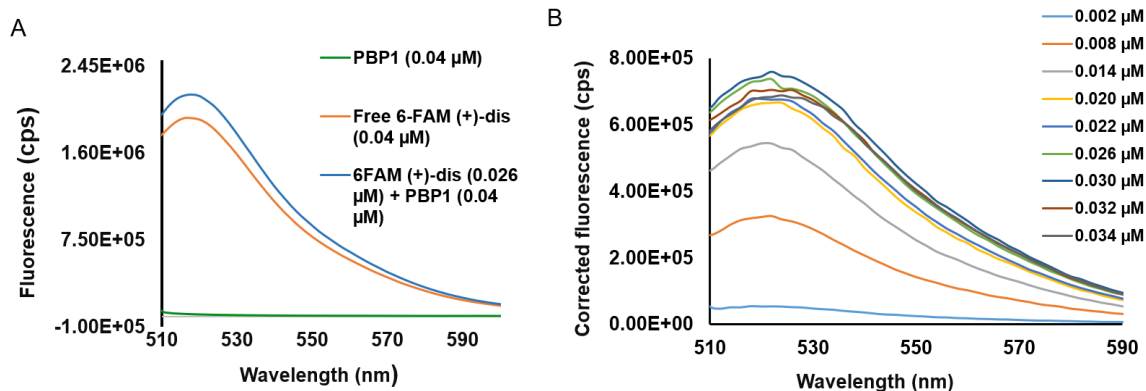 A
2.45E+06
1.60E+06
7.50E+05
-1.00E+05
Fluorescence (cps)
510
530
550
570
590
Wavelength (nm)
PBP1 (0.04 µM)
Free 6-FAM (+)-dis
(0.04 µM)
6FAM (+)-dis (0.026
µM) + PBP1 (0.04
µM)
B
8.00E+05
6.00E+05
4.00E+05
2.00E+05
0.00E+00
Corrected fluorescence (cps)
510
530
550
570
590
Wavelength (nm)
0.002 µM
0.008 µM
0.014 µM
0.020 µM
0.022 µM
0.026 µM
0.030 µM
0.032 µM
0.034 µM